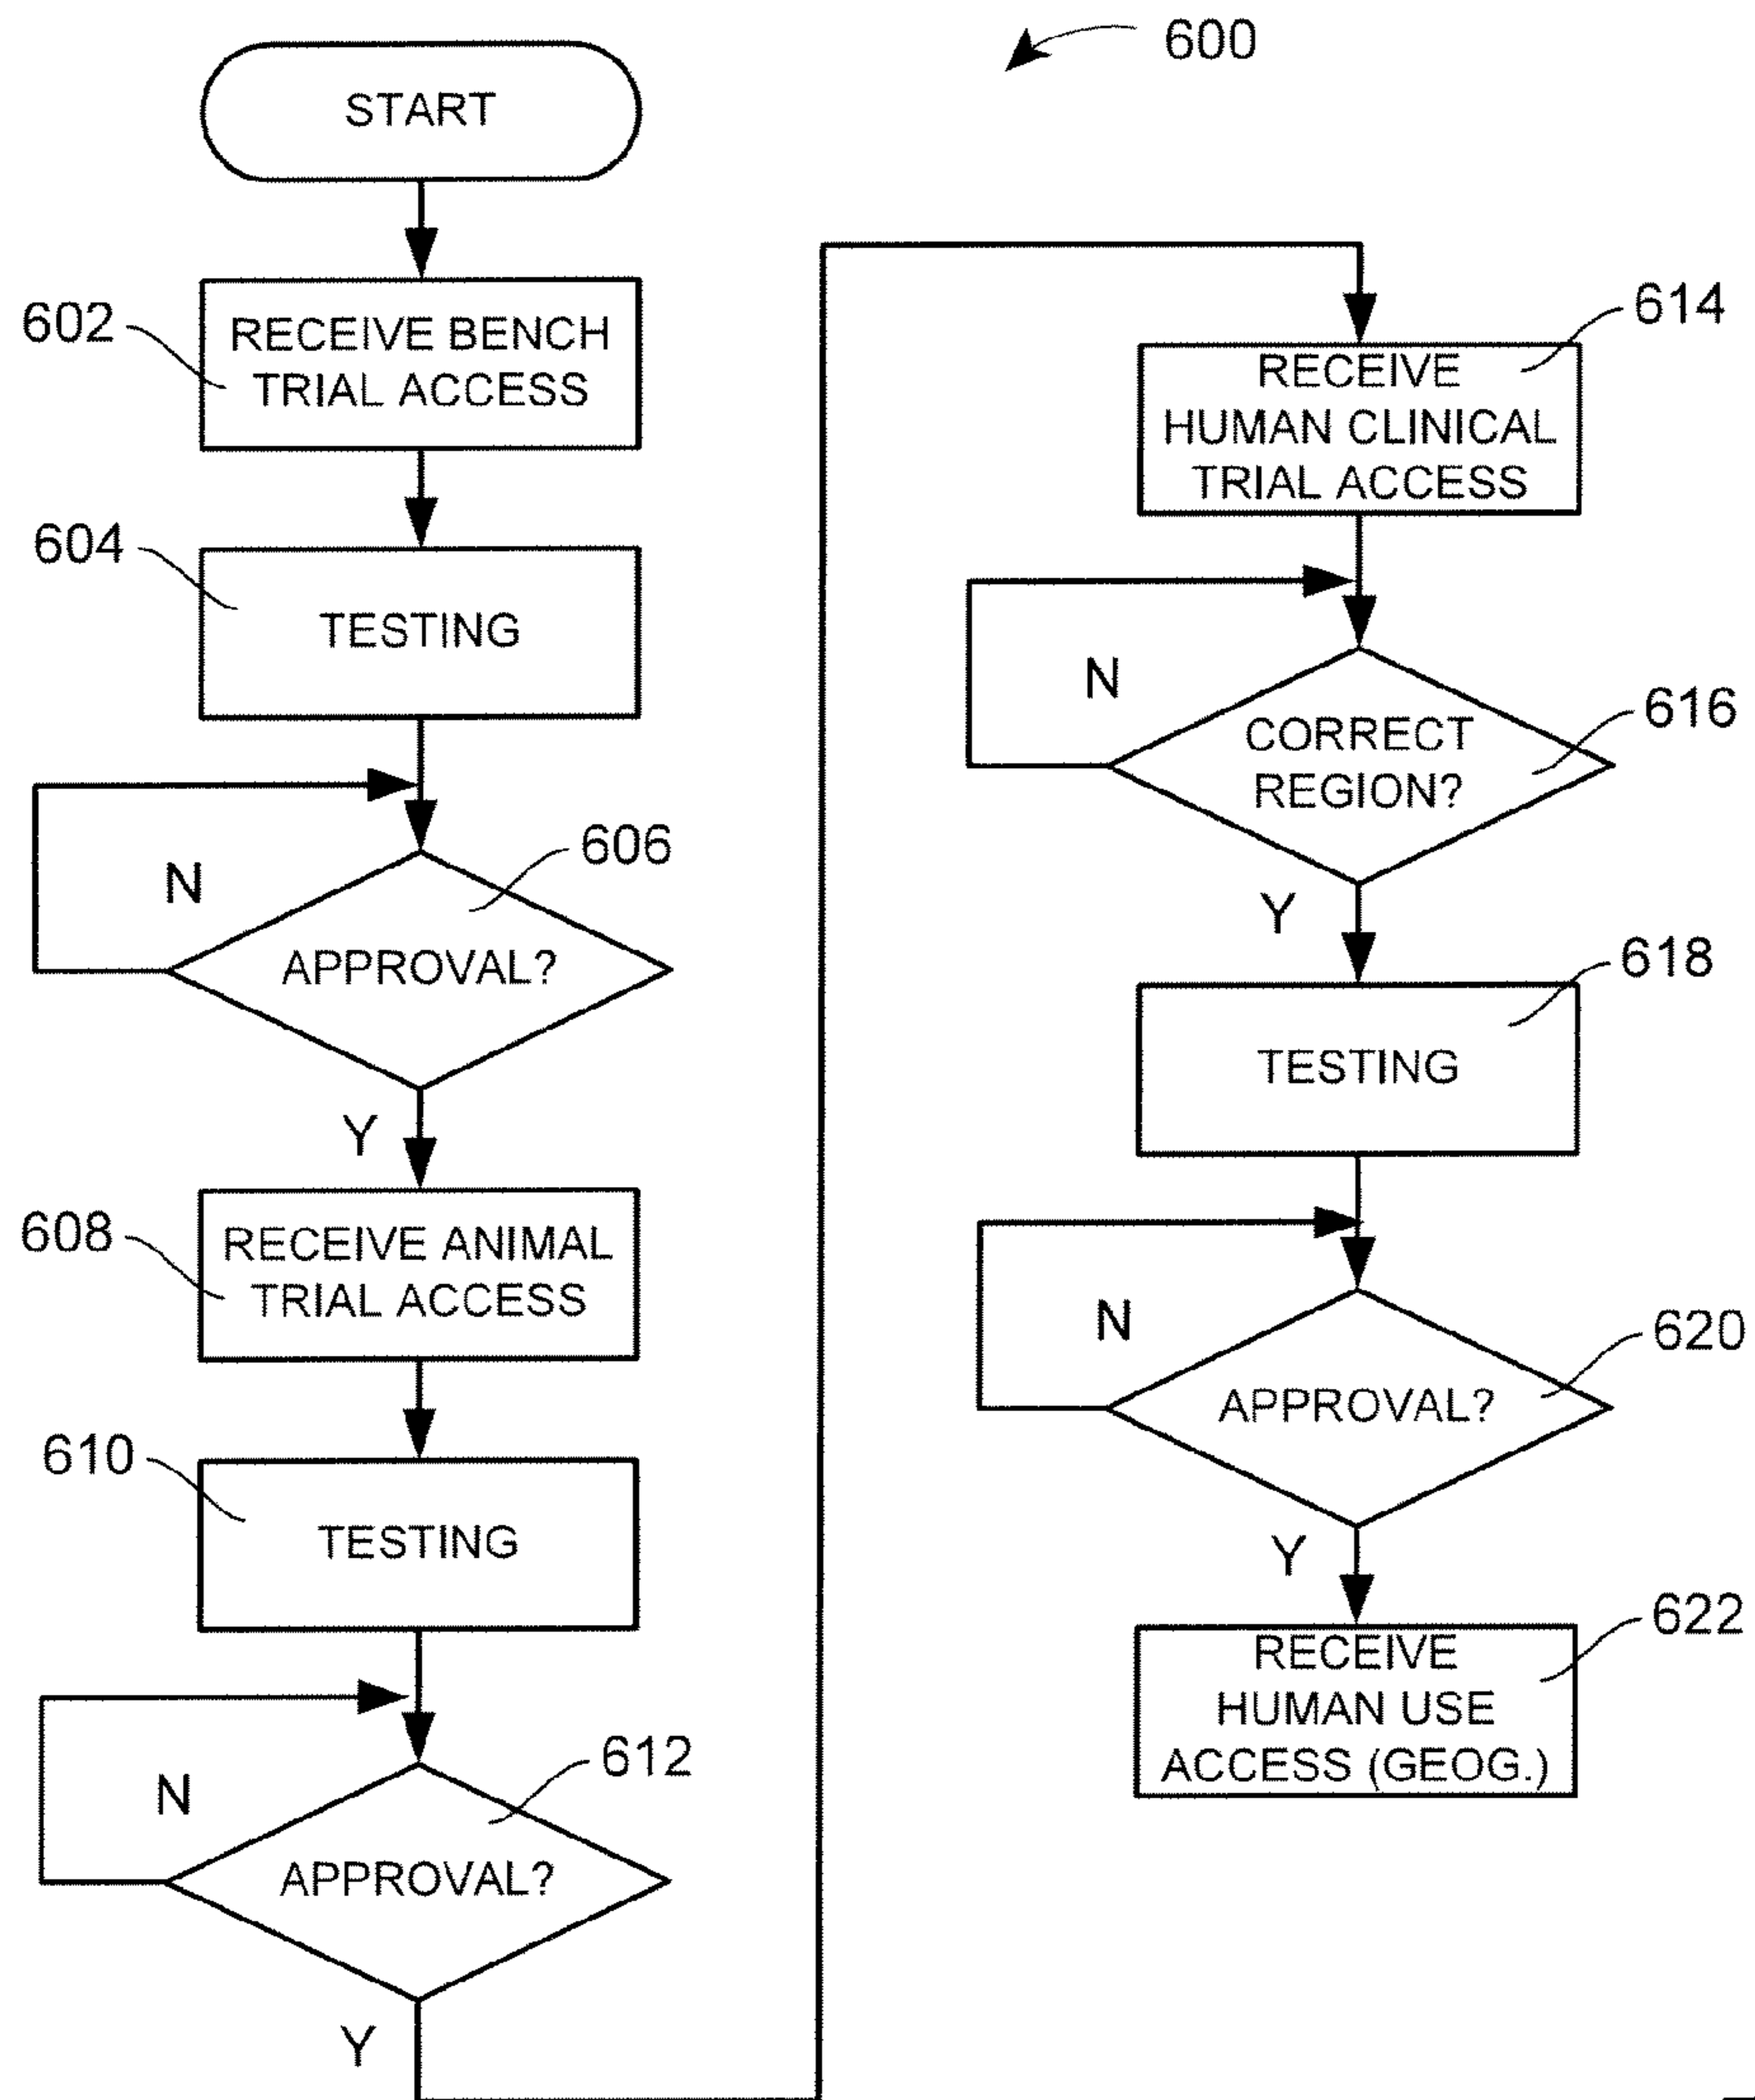 600
START
602
RECEIVE BENCH
TRIAL ACCESS
604
TESTING
606
N
APPROVAL?
Y
608
RECEIVE ANIMAL
TRIAL ACCESS
610
TESTING
612
N
APPROVAL?
Y
614
RECEIVE
HUMAN CLINICAL
TRIAL ACCESS
N
616
CORRECT
REGION?
Y
618
TESTING
N
620
APPROVAL?
Y
622
RECEIVE
HUMAN USE
ACCESS (GEOG.)